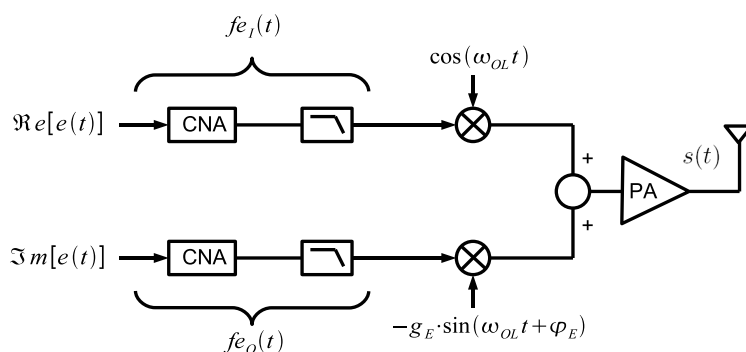 fe_I(t)
cos(ω_OL t)
ℜe[e(t)]
CNA
+
s(t)
PA
+
ℑm[e(t)]
CNA
−g_E·sin(ω_OL t+φ_E)
fe_Q(t)